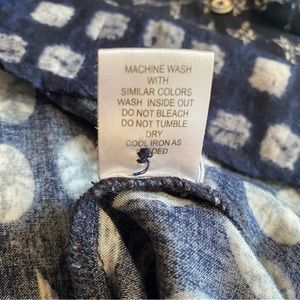 MACHINE WASH
WITH
SIMILAR COLORS
WASH INSIDE OUT
DO NOT BLEACH
DO NOT TUMBLE
DRY
COOL IRON AS